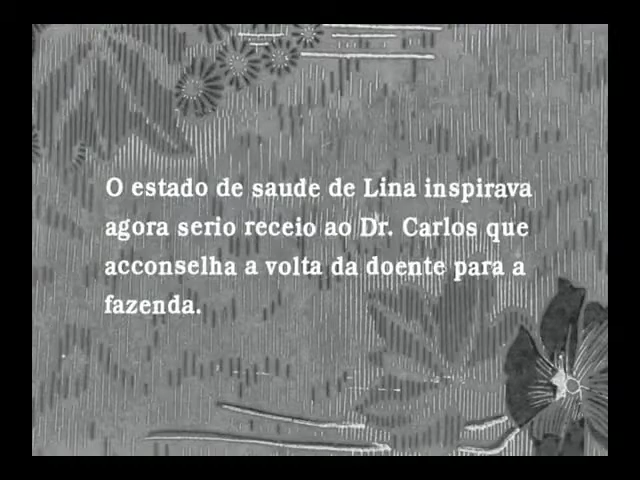 O estado de saude de Lina inspirava
agora serio receio ao Dr. Carlos que
acconselha a volta da doente para a
fazenda.